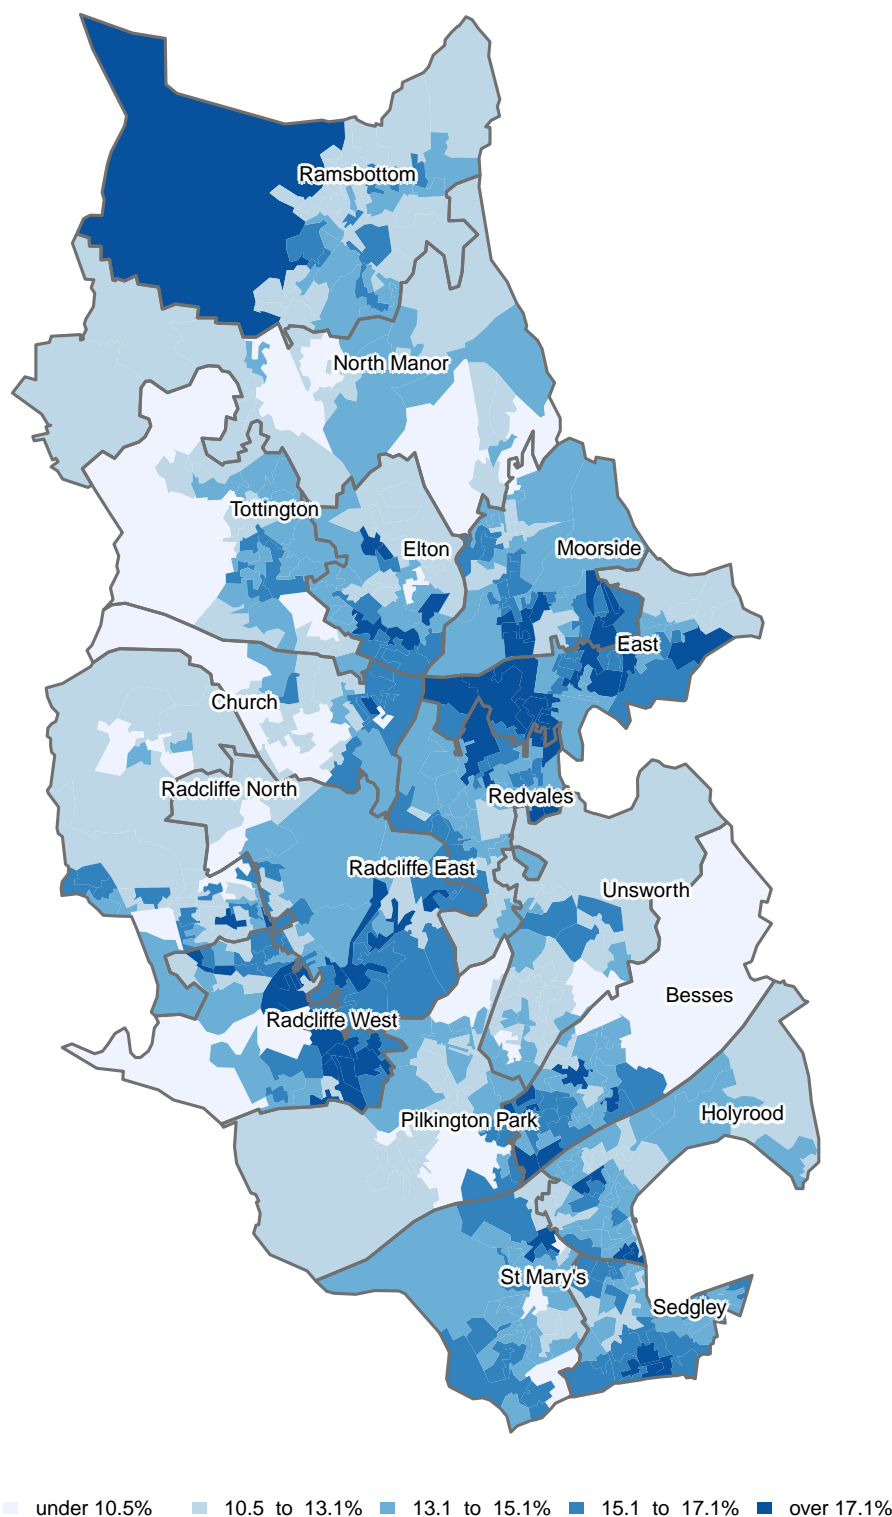 Ramsbottom
North Manor
Tottington
Elton
Moorside
East
Church
Radcliffe North
Redvales
Radcliffe East
Unsworth
Besses
Radcliffe West
Pilkington Park
Holyrood
St Mary's
Sedgley
under 10.5% 10.5 to 13.1% 13.1 to 15.1% 15.1 to 17.1% over 17.1%